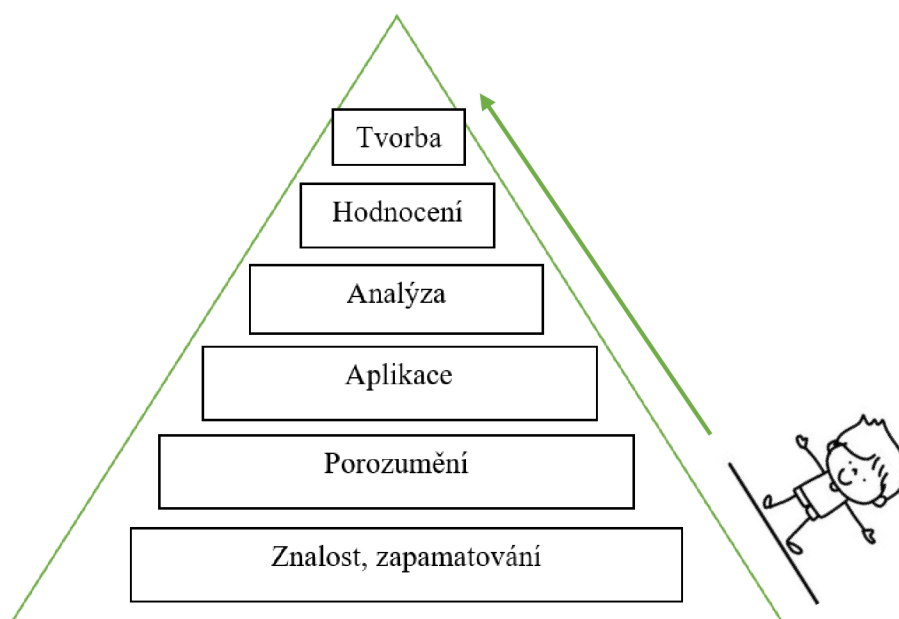 Tvorba
Hodnocení
Analýza
Aplikace
Porozumění
Znalost, zapamatování